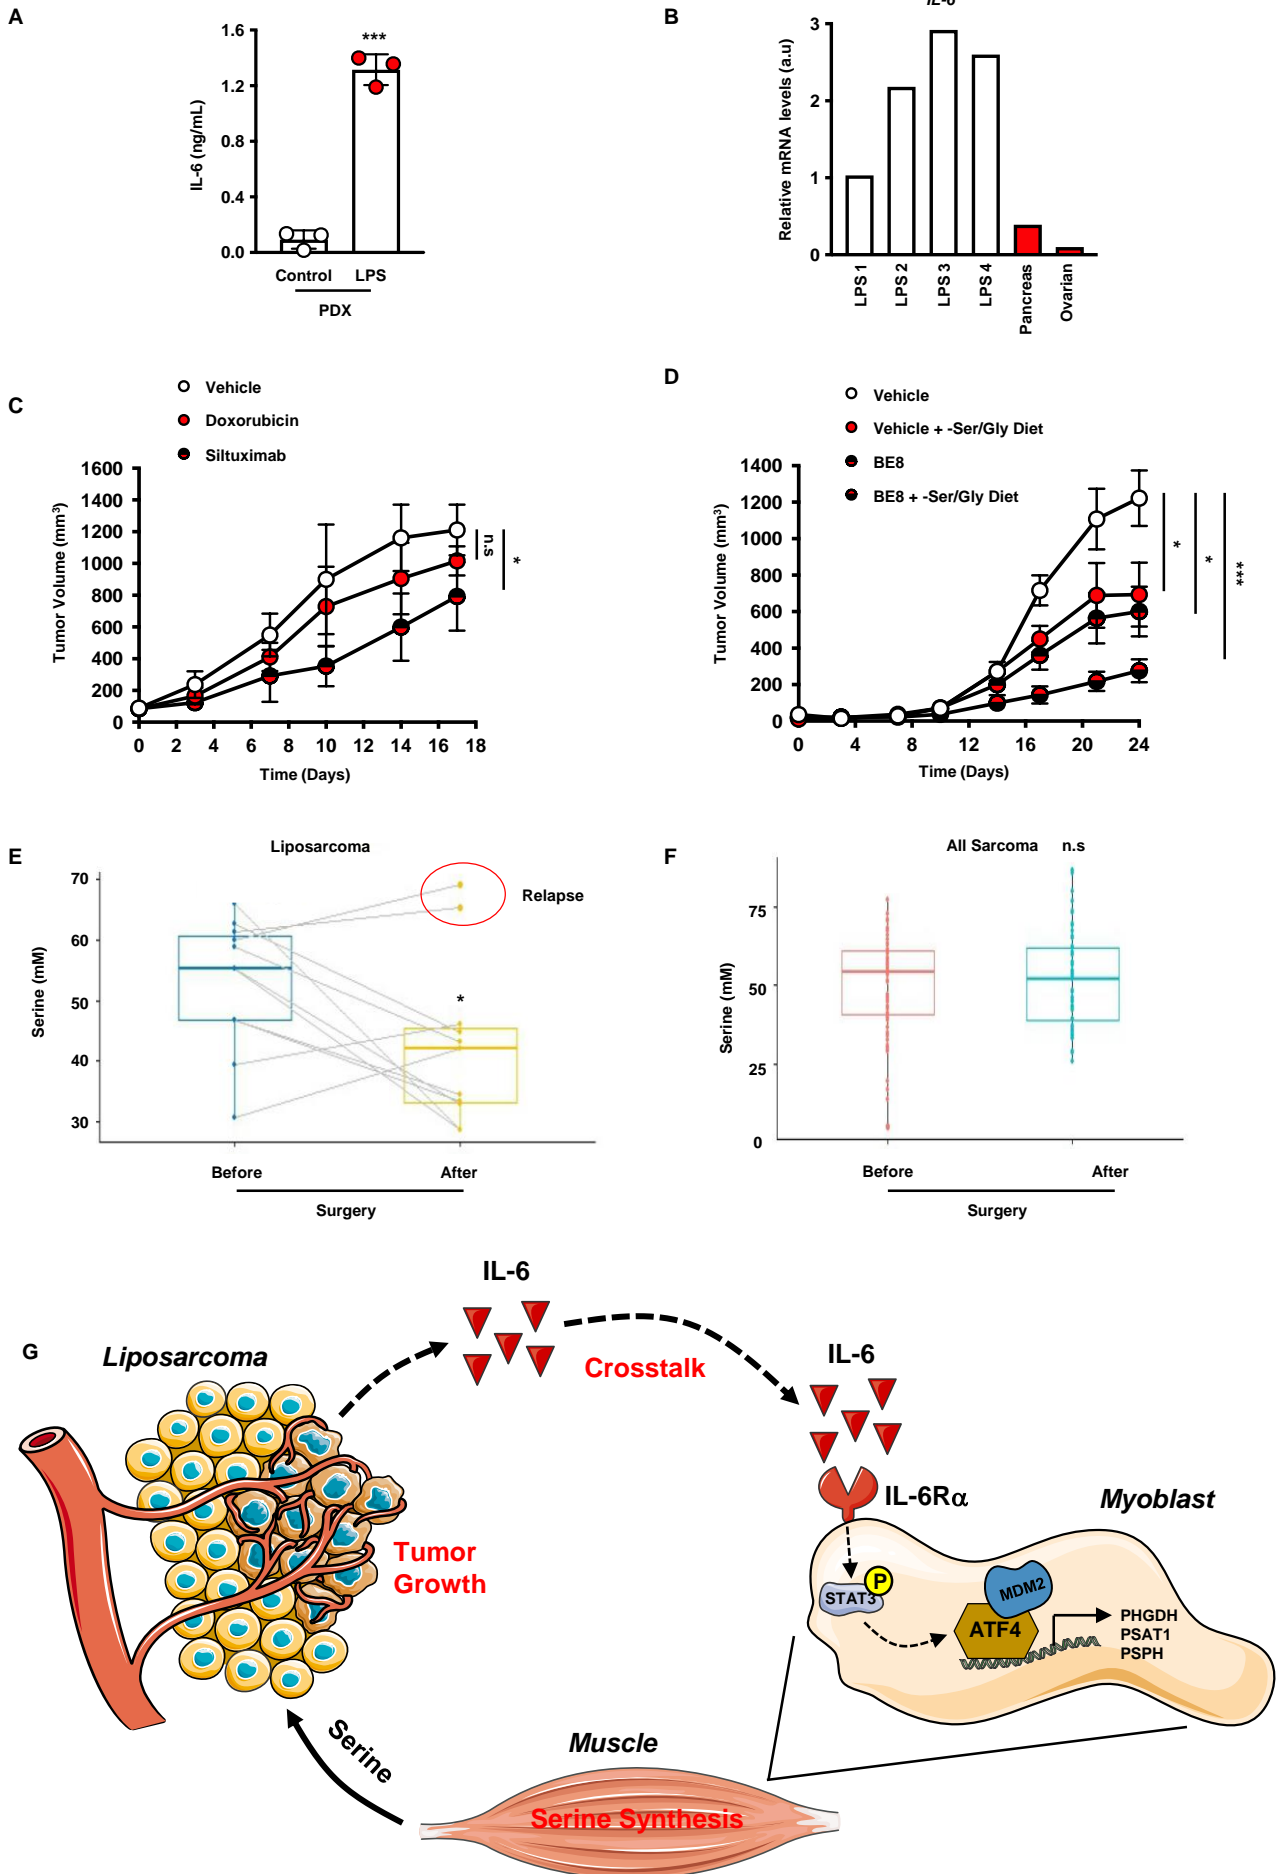 A
IL-6 (ng/mL)
1.6
1.2
0.8
0.4
0.0
***
Control
LPS
PDX
B
IL-6
Relative mRNA levels (a.u)
3
2
1
0
LPS 1
LPS 2
LPS 3
LPS 4
Pancreas
Ovarian
C
Vehicle
Doxorubicin
Siltuximab
Tumor Volume (mm³)
1600
1400
1200
1000
800
600
400
200
0
0 2 4 6 8 10 12 14 16 18
Time (Days)
n.s
*
D
Vehicle
Vehicle + -Ser/Gly Diet
BE8
BE8 + -Ser/Gly Diet
Tumor Volume (mm³)
1400
1200
1000
800
600
400
200
0
0 4 8 12 16 20 24
Time (Days)
*
*
***
E
Liposarcoma
Serine (mM)
70
60
50
40
30
Relapse
*
Before
After
Surgery
F
All Sarcoma n.s
Serine (mM)
75
50
25
0
Before
After
Surgery
G
Liposarcoma
IL-6
Crosstalk
IL-6
IL-6Rα
Myoblast
Tumor
Growth
STAT3
P
MDM2
ATF4
PHGDH
PSAT1
PSPH
Serine
Muscle
Serine Synthesis